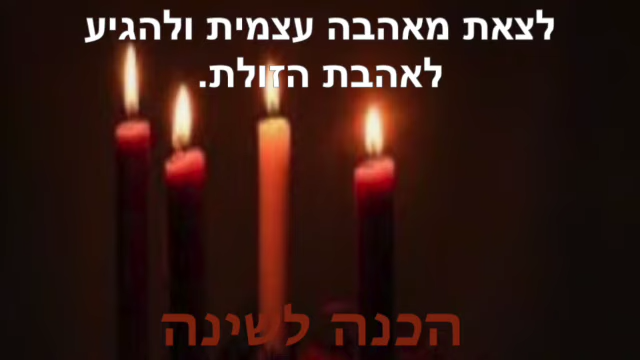 לצאת מאהבה עצמית ולהגיע
לאהבת הזולת.
הכנה לשינה